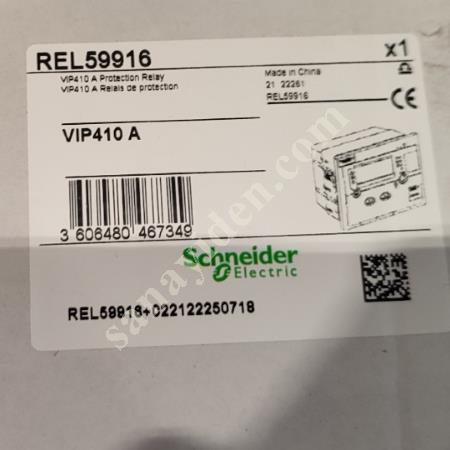 REL59916
x1
VIP410 A Protection Relay
VIP410 A Relais de protection
Made in China
21 22261
REL59916
CE
VIP410 A
3 606480 467349
Schneider
Electric
REL59916+022122250718
sanayiden.com